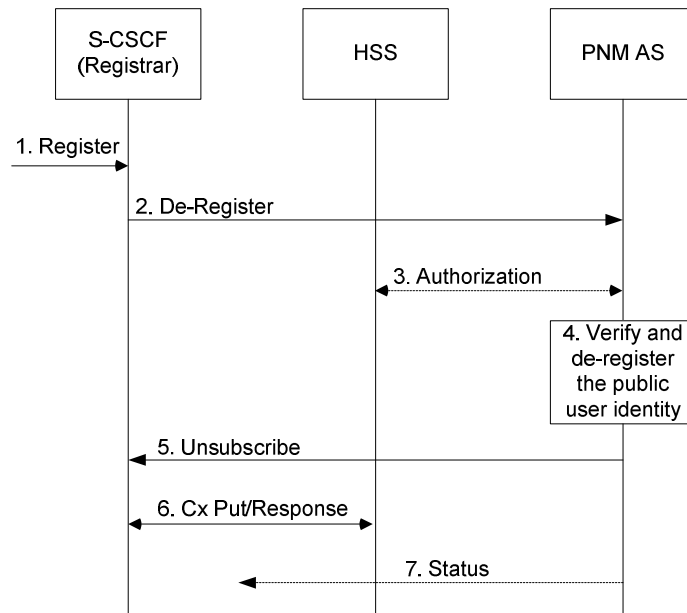 S-CSCF
(Registrar)
HSS
PNM AS
1. Register
2. De-Register
3. Authorization
4. Verify and
de-register
the public
user identity
5. Unsubscribe
6. Cx Put/Response
7. Status